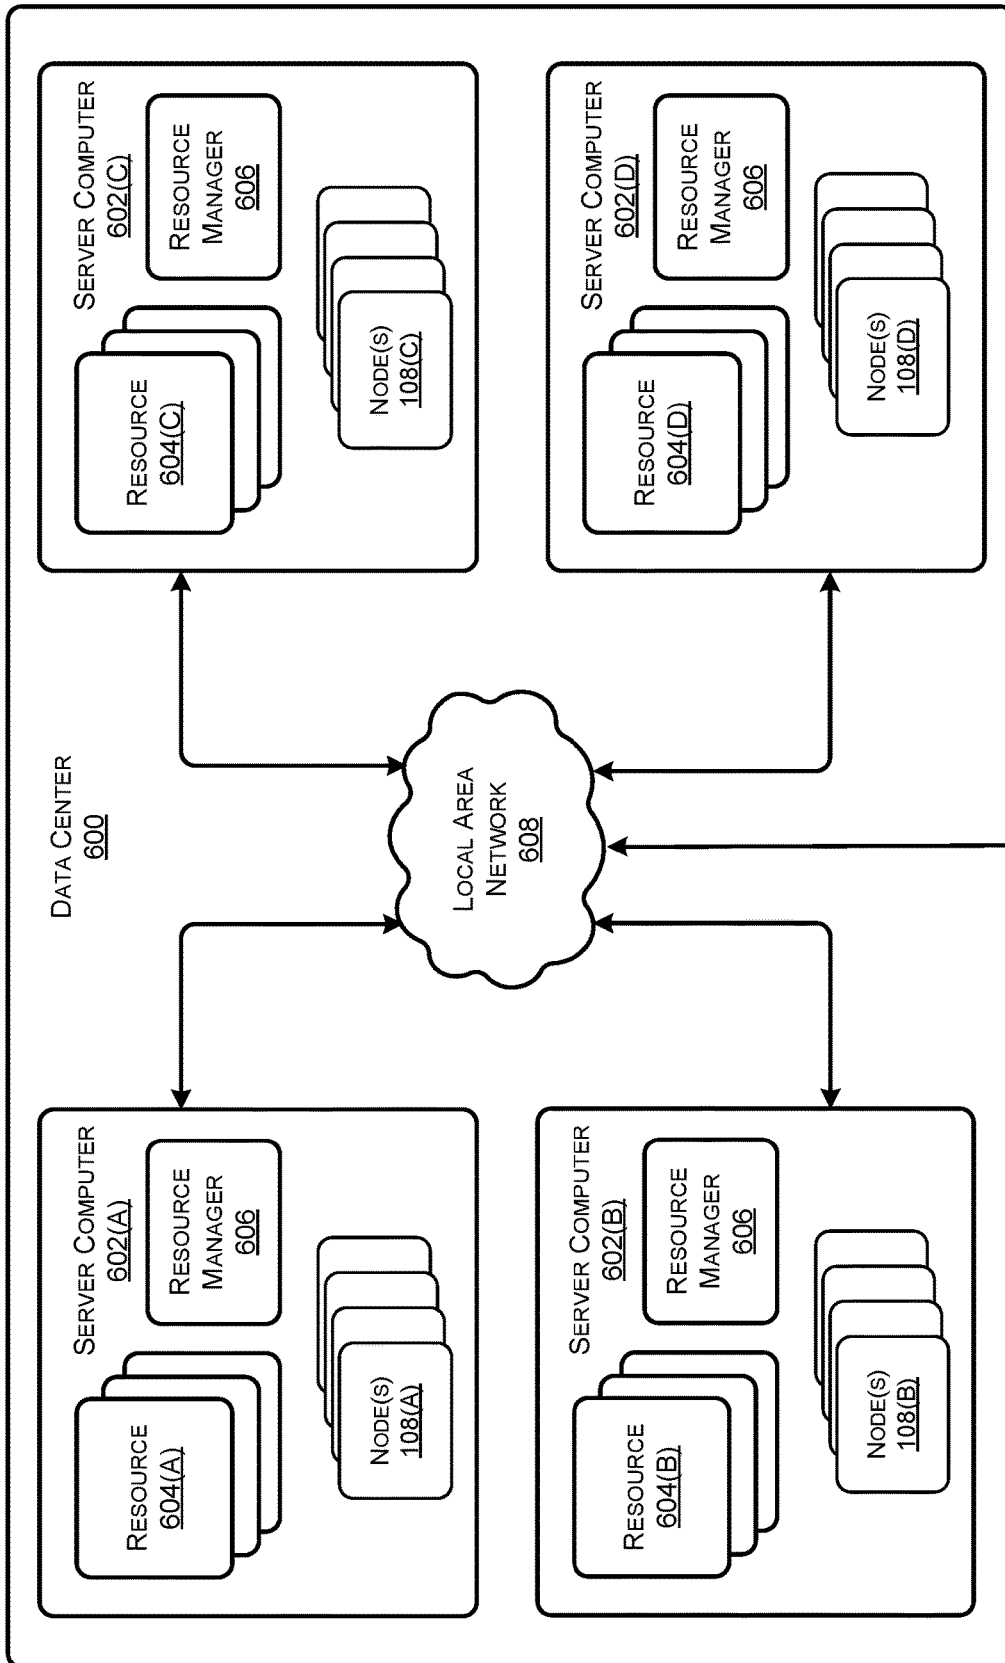 DATA CENTER
600
SERVER COMPUTER
602(A)
RESOURCE
604(A)
RESOURCE
MANAGER
606
NODE(S)
108(A)
SERVER COMPUTER
602(C)
RESOURCE
604(C)
RESOURCE
MANAGER
606
NODE(S)
108(C)
LOCAL AREA
NETWORK
608
SERVER COMPUTER
602(B)
RESOURCE
604(B)
RESOURCE
MANAGER
606
NODE(S)
108(B)
SERVER COMPUTER
602(D)
RESOURCE
604(D)
RESOURCE
MANAGER
606
NODE(S)
108(D)